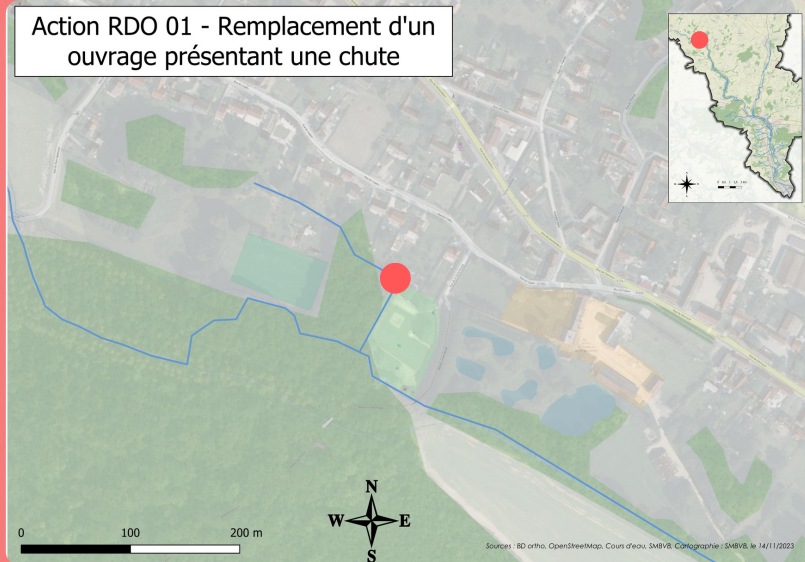 Action RDO 01 - Remplacement d'un
ouvrage présentant une chute
N
W
E
S
0
100
200 m
Sources : BD ortho, OpenStreetMap, Cours d'eau, SMBVB, Cartographie : SMBVB, le 14/11/2023